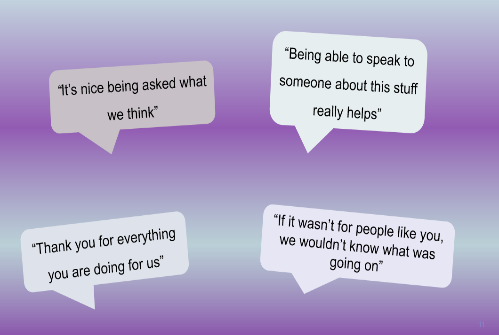 “It’s nice being asked what
we think”
“Being able to speak to
someone about this stuff
really helps”
“Thank you for everything
you are doing for us”
“If it wasn’t for people like you,
we wouldn’t know what was
going on”